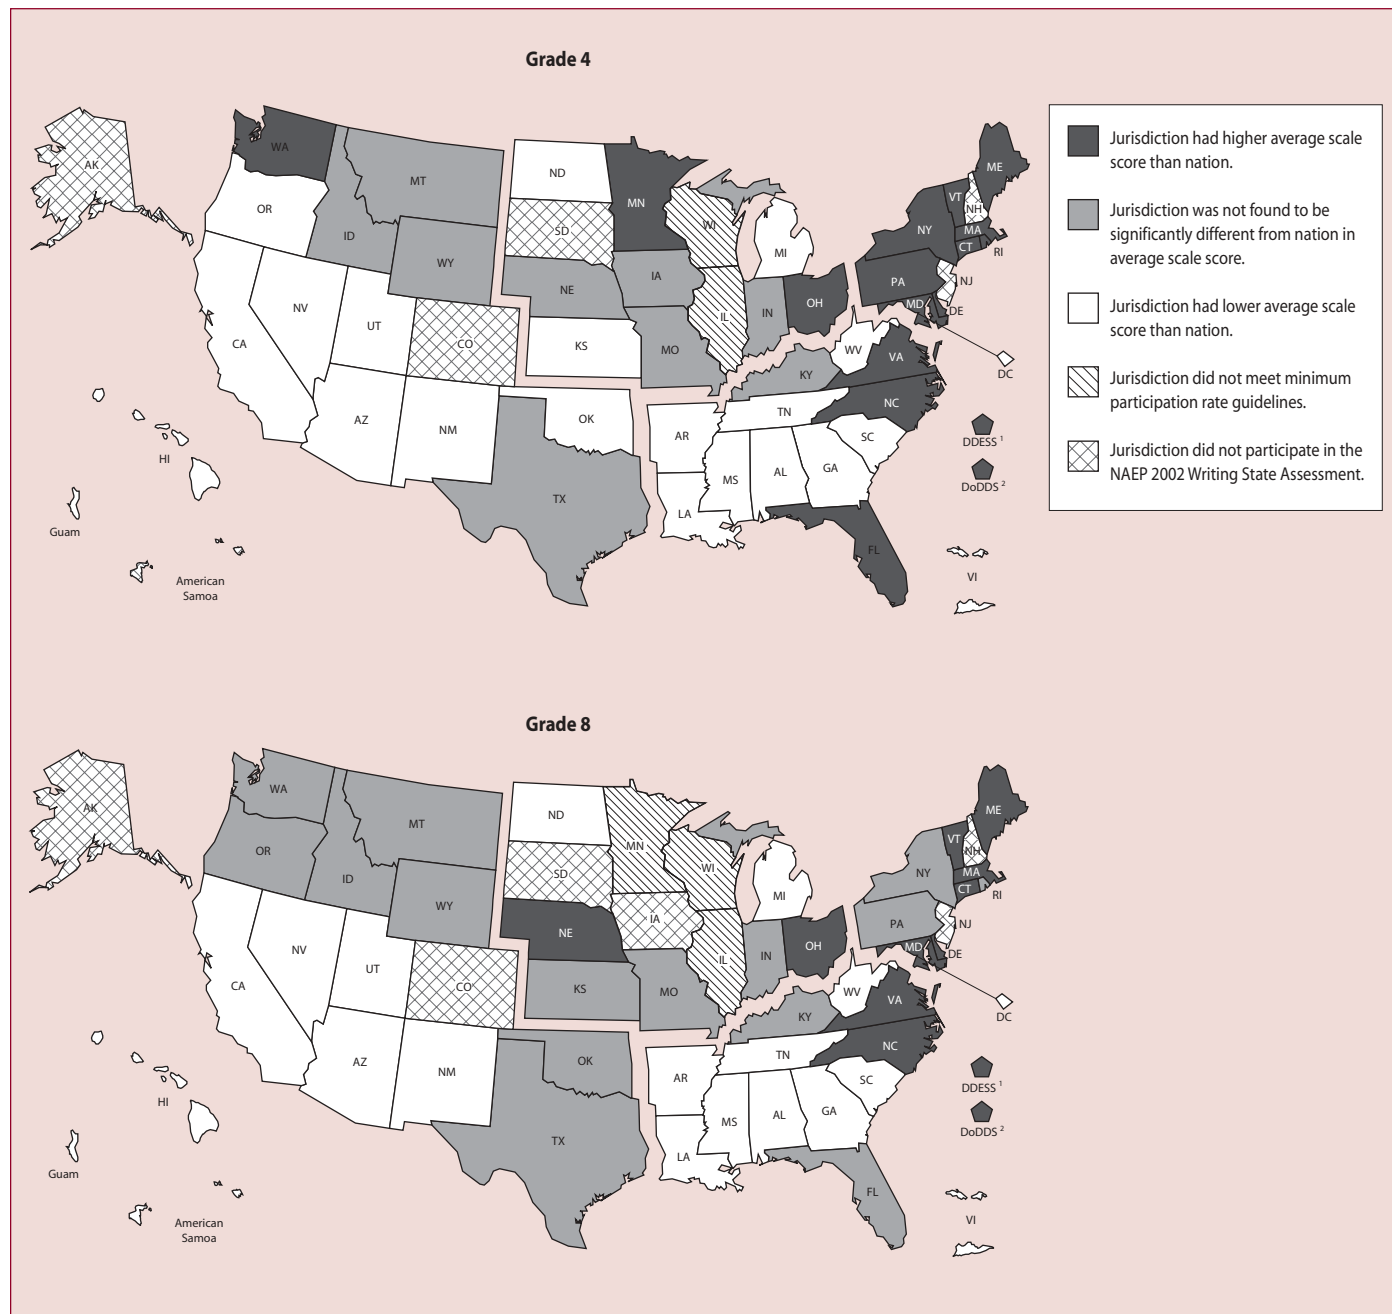 Grade 4
WA
OR
CA
NV
ID
MT
WY
UT
AZ
CO
NM
ND
SD
NE
KS
OK
TX
MN
IA
MO
AR
LA
WI
IL
MI
IN
OH
KY
TN
MS
AL
GA
FL
SC
NC
VA
WV
PA
NY
VT
NH
ME
MA
CT
RI
NJ
DE
MD
DC
AK
HI
Guam
American
Samoa
DDESS 1
DoDDS 2
VI
Jurisdiction had higher average scale
score than nation.
Jurisdiction was not found to be
significantly different from nation in
average scale score.
Jurisdiction had lower average scale
score than nation.
Jurisdiction did not meet minimum
participation rate guidelines.
Jurisdiction did not participate in the
NAEP 2002 Writing State Assessment.
Grade 8
WA
OR
CA
NV
ID
MT
WY
UT
AZ
CO
NM
ND
SD
NE
KS
OK
TX
MN
IA
MO
AR
LA
WI
IL
MI
IN
OH
KY
TN
MS
AL
GA
FL
SC
NC
VA
WV
PA
NY
VT
NH
ME
MA
CT
RI
NJ
DE
MD
DC
AK
HI
Guam
American
Samoa
DDESS 1
DoDDS 2
VI